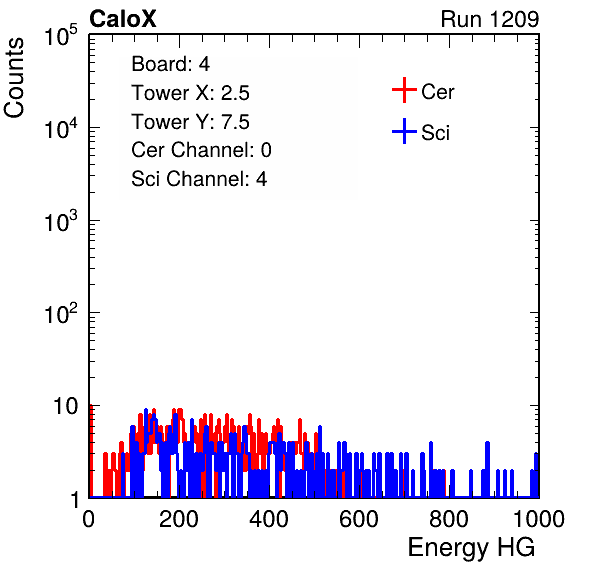 CaloX Run 1209
Counts
10^5
10^4
10^3
10^2
10
1
Board: 4
Tower X: 2.5
Tower Y: 7.5
Cer Channel: 0
Sci Channel: 4
Cer
Sci
0 200 400 600 800 1000
Energy HG